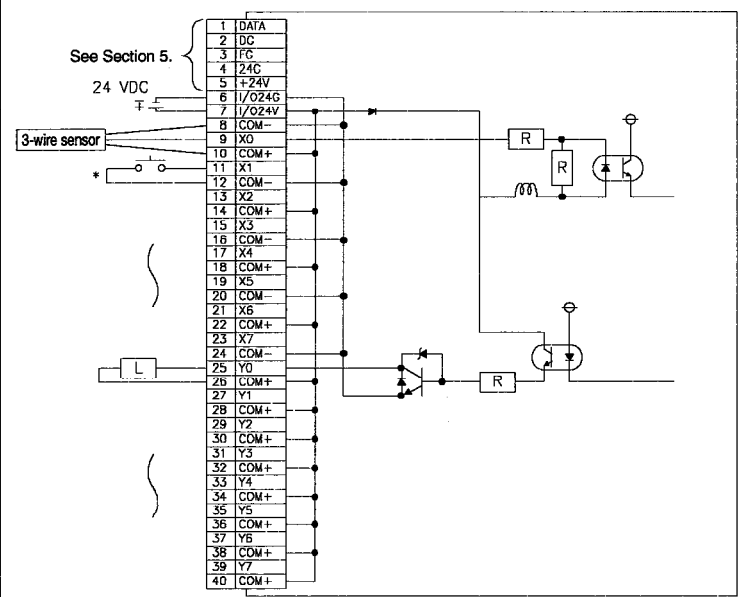 See Section 5.
24 VDC
3-wire sensor
*
L
1 DATA
2 DG
3 FG
4 24G
5 +24V
6 I/O24G
7 I/O24V
8 COM-
9 X0
10 COM+
11 X1
12 COM-
13 X2
14 COM+
15 X3
16 COM-
17 X4
18 COM+
19 X5
20 COM-
21 X6
22 COM+
23 X7
24 COM-
25 Y0
26 COM+
27 Y1
28 COM+
29 Y2
30 COM+
31 Y3
32 COM+
33 Y4
34 COM+
35 Y5
36 COM+
37 Y6
38 COM+
39 Y7
40 COM+
R
R
R